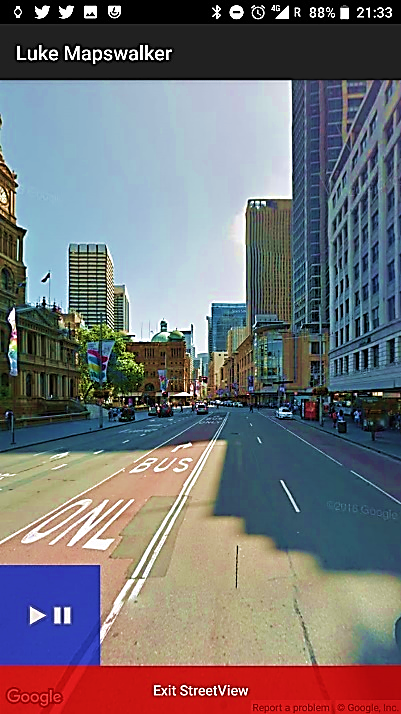 4G R 88% 21:33
Luke Mapswalker
BUS
ONL
©2016 Google
Exit StreetView
Google
Report a problem | © Google, Inc.